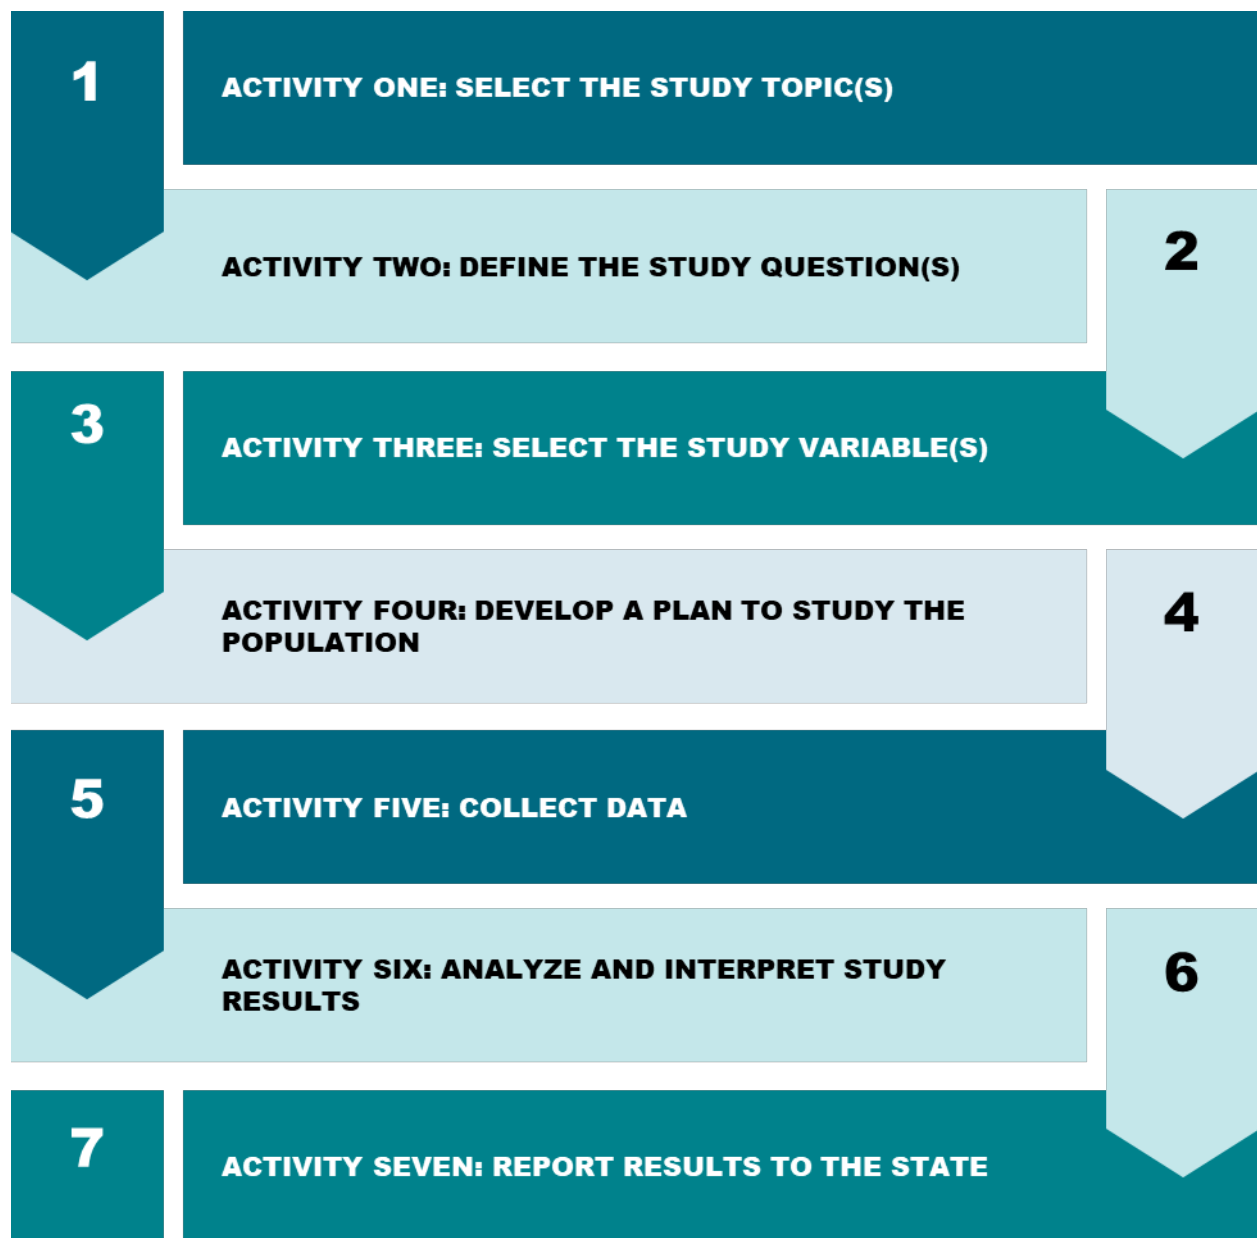 1
ACTIVITY ONE: SELECT THE STUDY TOPIC(S)
ACTIVITY TWO: DEFINE THE STUDY QUESTION(S)
2
3
ACTIVITY THREE: SELECT THE STUDY VARIABLE(S)
ACTIVITY FOUR: DEVELOP A PLAN TO STUDY THE
POPULATION
4
5
ACTIVITY FIVE: COLLECT DATA
ACTIVITY SIX: ANALYZE AND INTERPRET STUDY
RESULTS
6
7
ACTIVITY SEVEN: REPORT RESULTS TO THE STATE